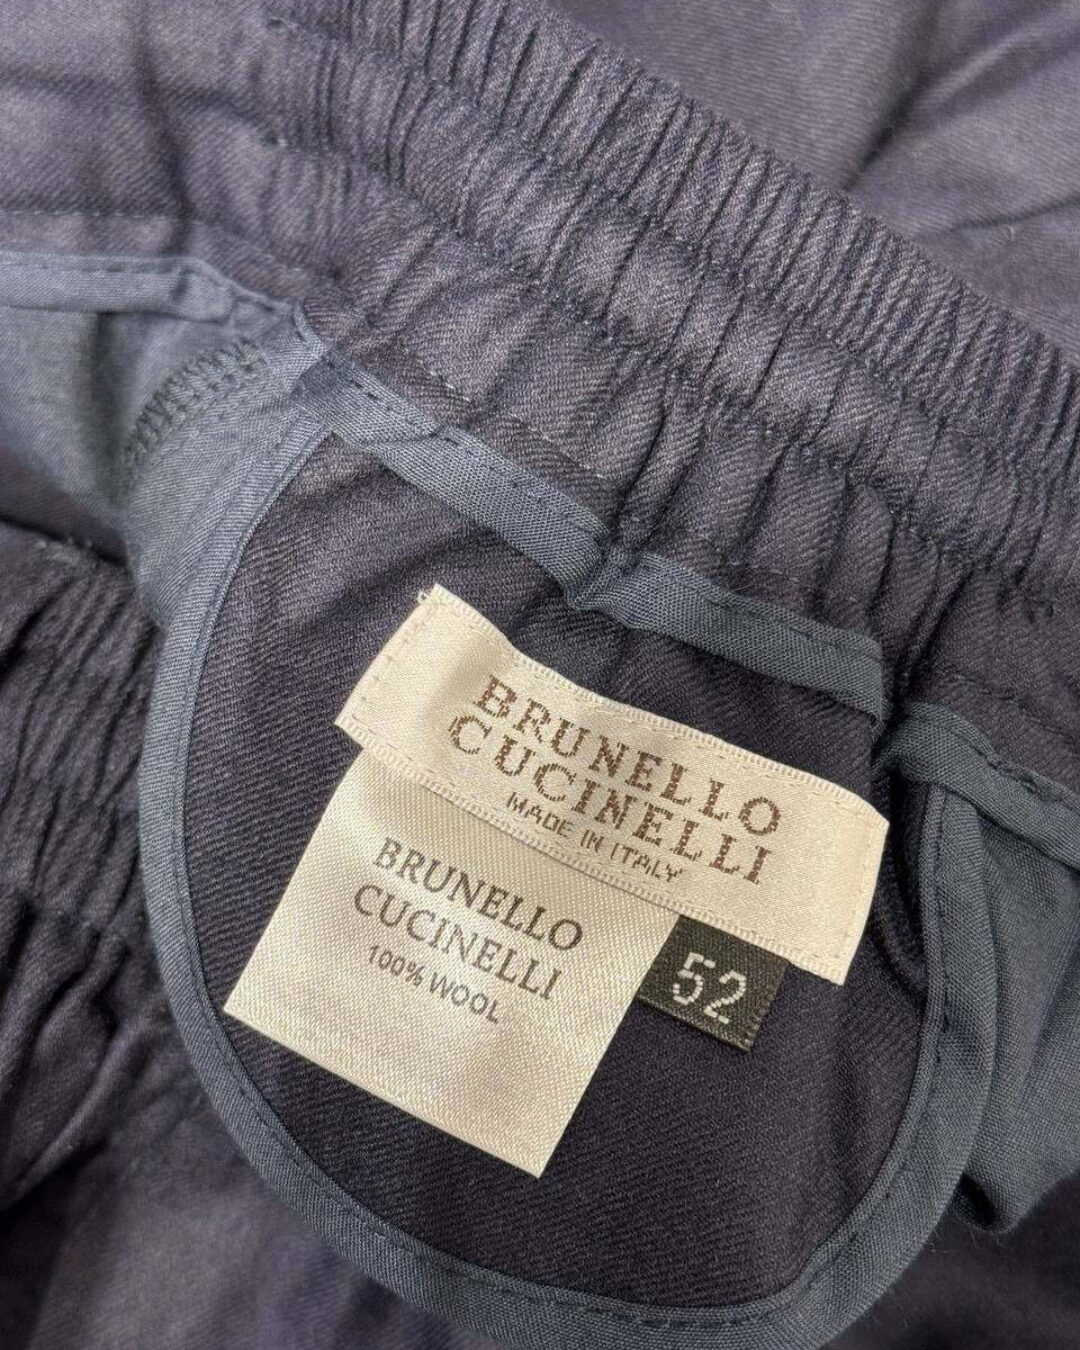 BRUNELLO
CUCINELLI
MADE IN ITALY
BRUNELLO
CUCINELLI
100% WOOL
52